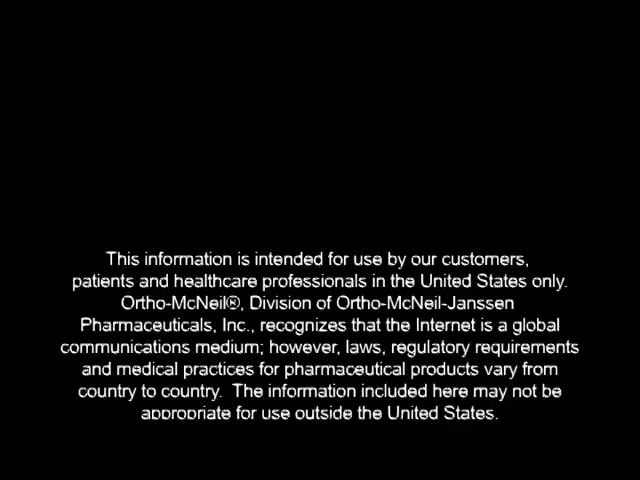 This information is intended for use by our customers,
patients and healthcare professionals in the United States only.
Ortho-McNeil®, Division of Ortho-McNeil-Janssen
Pharmaceuticals, Inc., recognizes that the Internet is a global
communications medium; however, laws, regulatory requirements
and medical practices for pharmaceutical products vary from
country to country.  The information included here may not be
appropriate for use outside the United States.